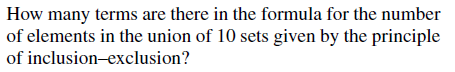 How many terms are there in the formula for the number
of elements in the union of 10 sets given by the principle
of inclusion–exclusion?